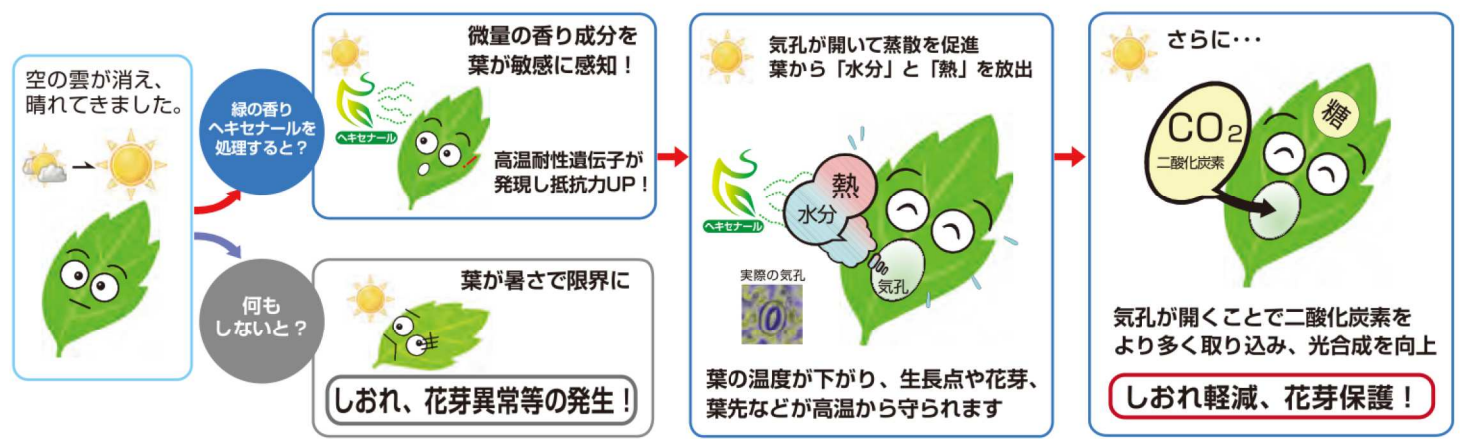 空の雲が消え、
晴れてきました。
緑の香り
ヘキセナールを
処理すると？
微量の香り成分を
葉が敏感に感知！
ヘキセナール
高温耐性遺伝子が
発現し抵抗力UP！
何も
しないと？
葉が暑さで限界に
しおれ、花芽異常等の発生！
気孔が開いて蒸散を促進
葉から「水分」と「熱」を放出
熱
水分
ヘキセナール
実際の気孔
気孔
葉の温度が下がり、生長点や花芽、
葉先などが高温から守られます
さらに･･･
糖
CO2
二酸化炭素
気孔が開くことで二酸化炭素を
より多く取り込み、光合成を向上
しおれ軽減、花芽保護！